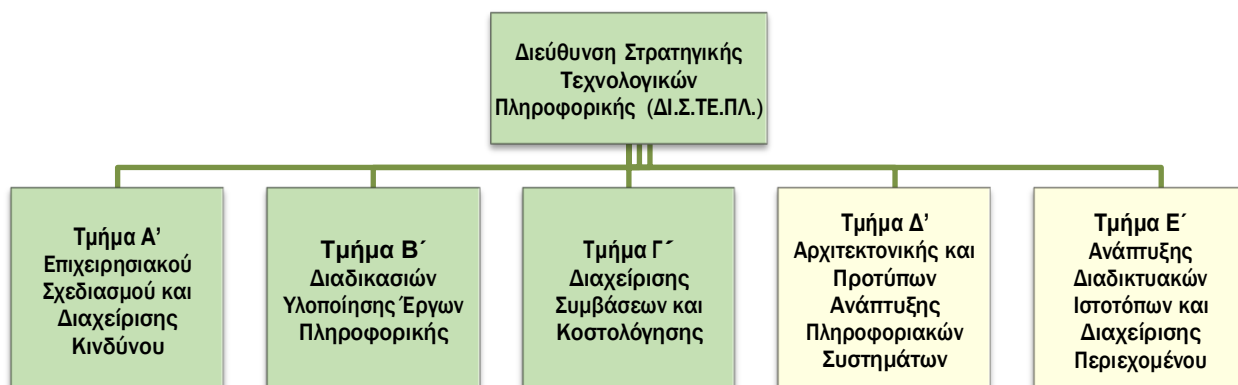 Διεύθυνση Στρατηγικής
Τεχνολογικών
Πληροφορικής (ΔΙ.Σ.ΤΕ.ΠΛ.)
Τμήμα Α’
Επιχειρησιακού
Σχεδιασμού και
Διαχείρισης
Κινδύνου
Τμήμα Β΄
Διαδικασιών
Υλοποίησης Έργων
Πληροφορικής
Τμήμα Γ΄
Διαχείρισης
Συμβάσεων και
Κοστολόγησης
Τμήμα Δ’
Αρχιτεκτονικής και
Προτύπων
Ανάπτυξης
Πληροφοριακών
Συστημάτων
Τμήμα Ε΄
Ανάπτυξης
Διαδικτυακών
Ιστοτόπων και
Διαχείρισης
Περιεχομένου